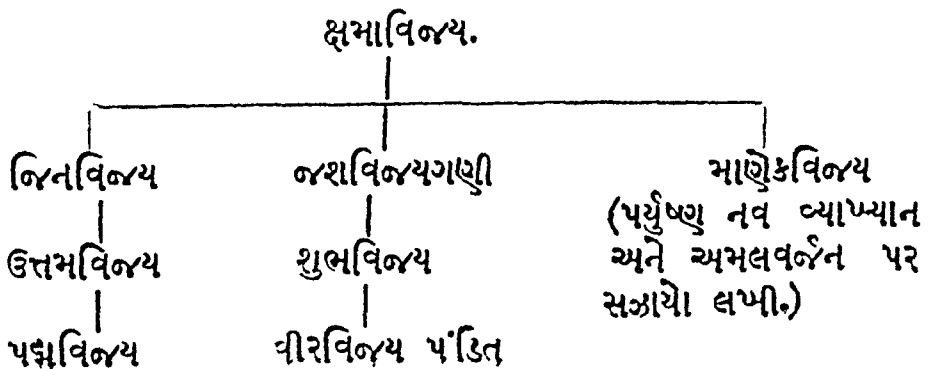 ક્ષમાવિજય.
જિનવિજય જશવિજયગણી માણેકવિજય
(પર્યુષ્ણ નવ વ્યાખ્યાન
ઉત્તમવિજય શુભવિજય અને અમલવર્જન પર
સઝાયો લખી.)
પદ્મવિજય વીરવિજય પંડિત